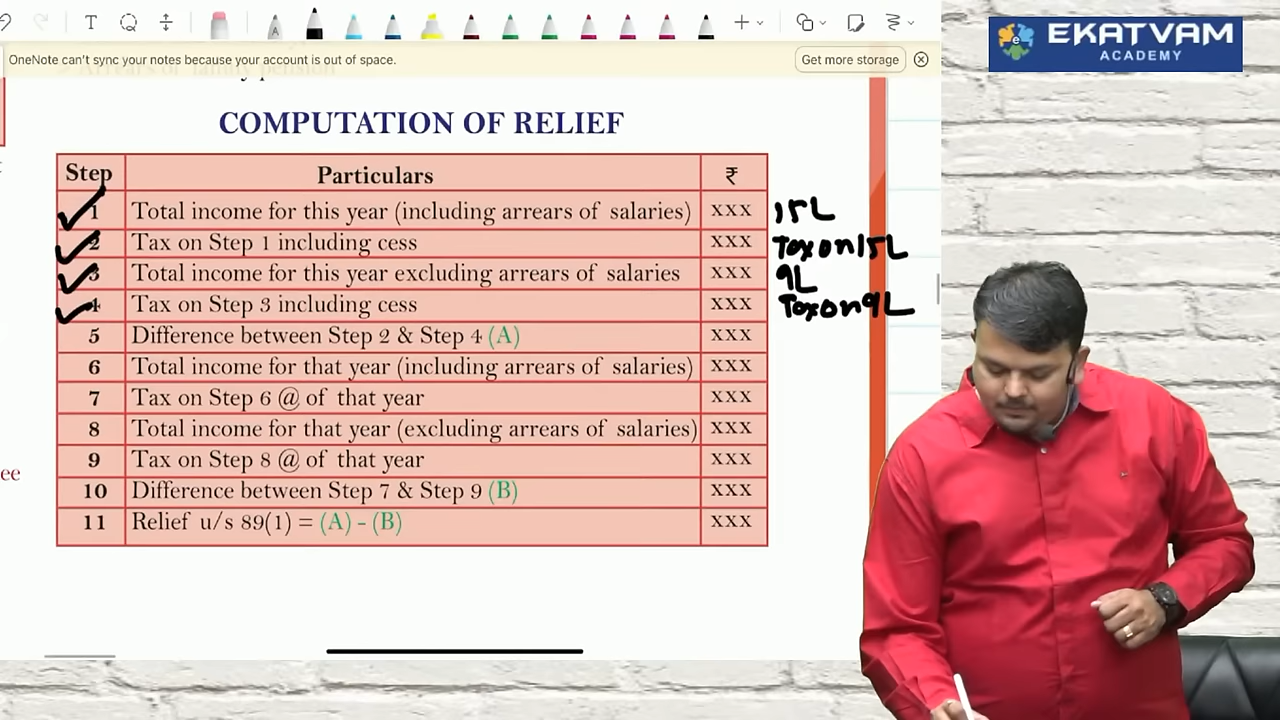 T
A
EKATVAM
ACADEMY
OneNote can't sync your notes because your account is out of space.
Get more storage
COMPUTATION OF RELIEF
Step Particulars ₹
1 Total income for this year (including arrears of salaries) xxx 15L
2 Tax on Step 1 including cess xxx Tax on 15L
3 Total income for this year excluding arrears of salaries xxx 9L
4 Tax on Step 3 including cess xxx Tax on 9L
5 Difference between Step 2 & Step 4 (A) xxx
6 Total income for that year (including arrears of salaries) xxx
7 Tax on Step 6 @ of that year xxx
8 Total income for that year (excluding arrears of salaries) xxx
ee
9 Tax on Step 8 @ of that year xxx
10 Difference between Step 7 & Step 9 (B) xxx
11 Relief u/s 89(1) = (A) - (B) xxx